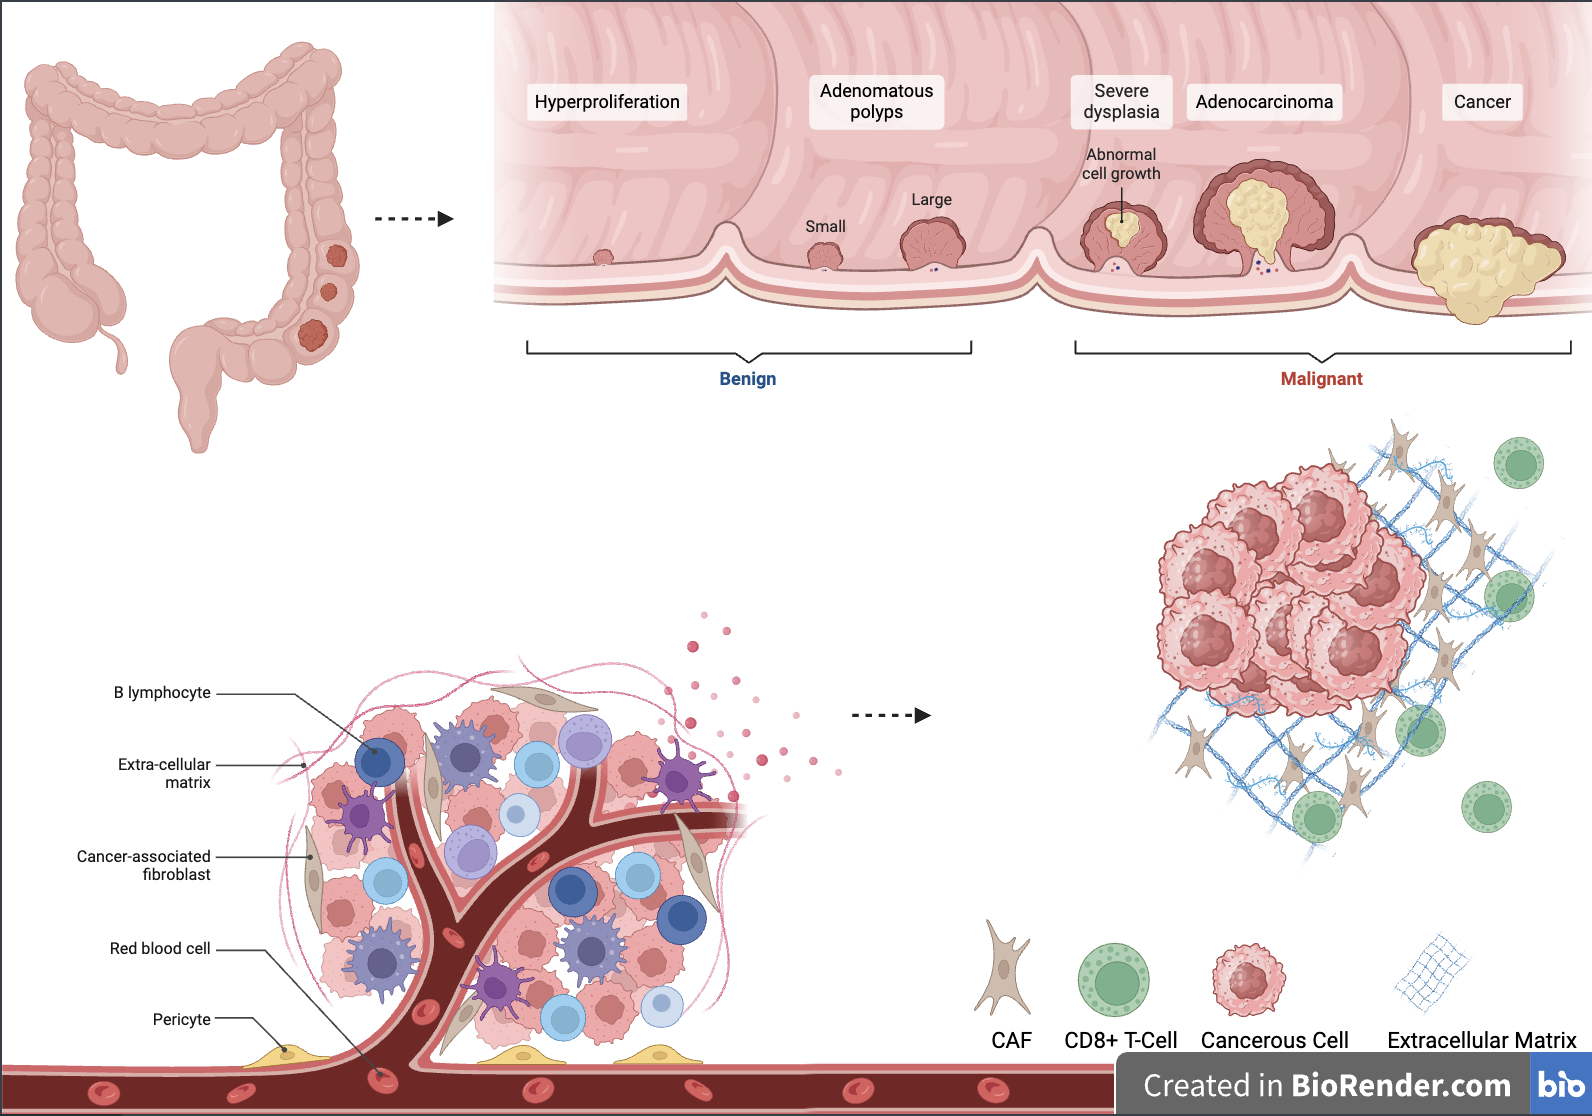 Hyperproliferation
Adenomatous
polyps
Severe
dysplasia
Adenocarcinoma
Cancer
Abnormal
cell growth
Small
Large
Benign
Malignant
B lymphocyte
Extra-cellular
matrix
Cancer-associated
fibroblast
Red blood cell
Pericyte
CAF
CD8+ T-Cell
Cancerous Cell
Extracellular Matrix
Created in BioRender.com
bio